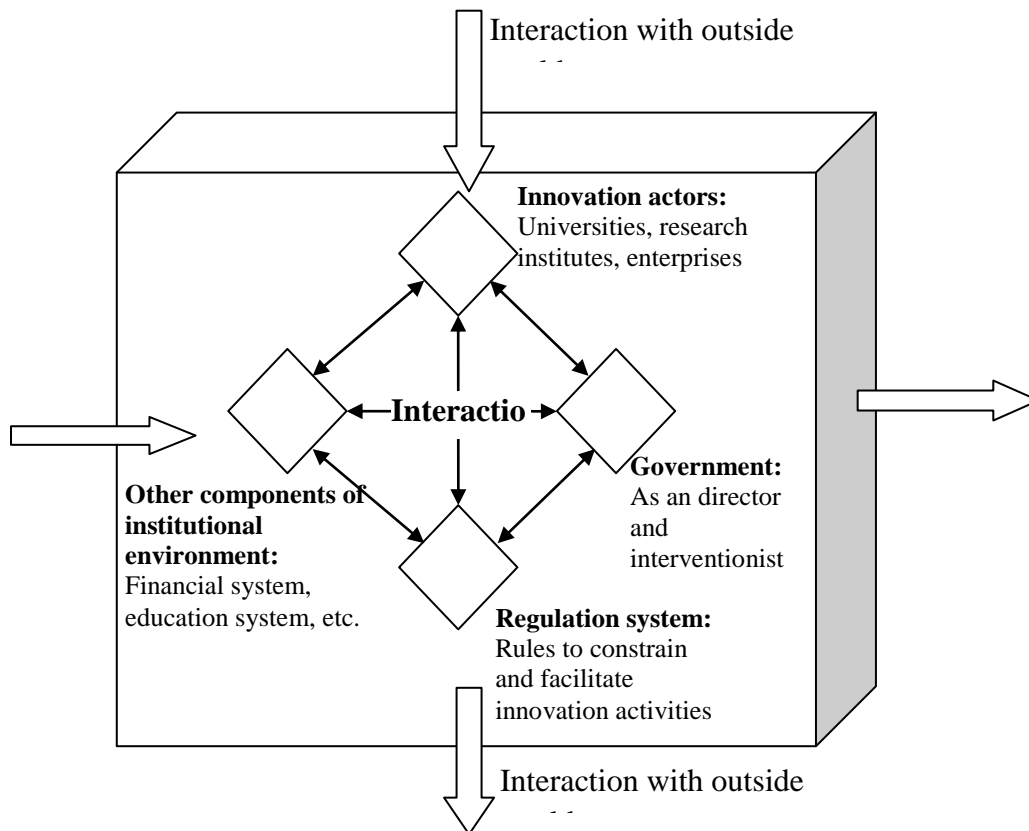 Interaction with outside
Innovation actors:
Universities, research
institutes, enterprises
Interactio
Government:
As an director
and
interventionist
Other components of
institutional
environment:
Financial system,
education system, etc.
Regulation system:
Rules to constrain
and facilitate
innovation activities
Interaction with outside